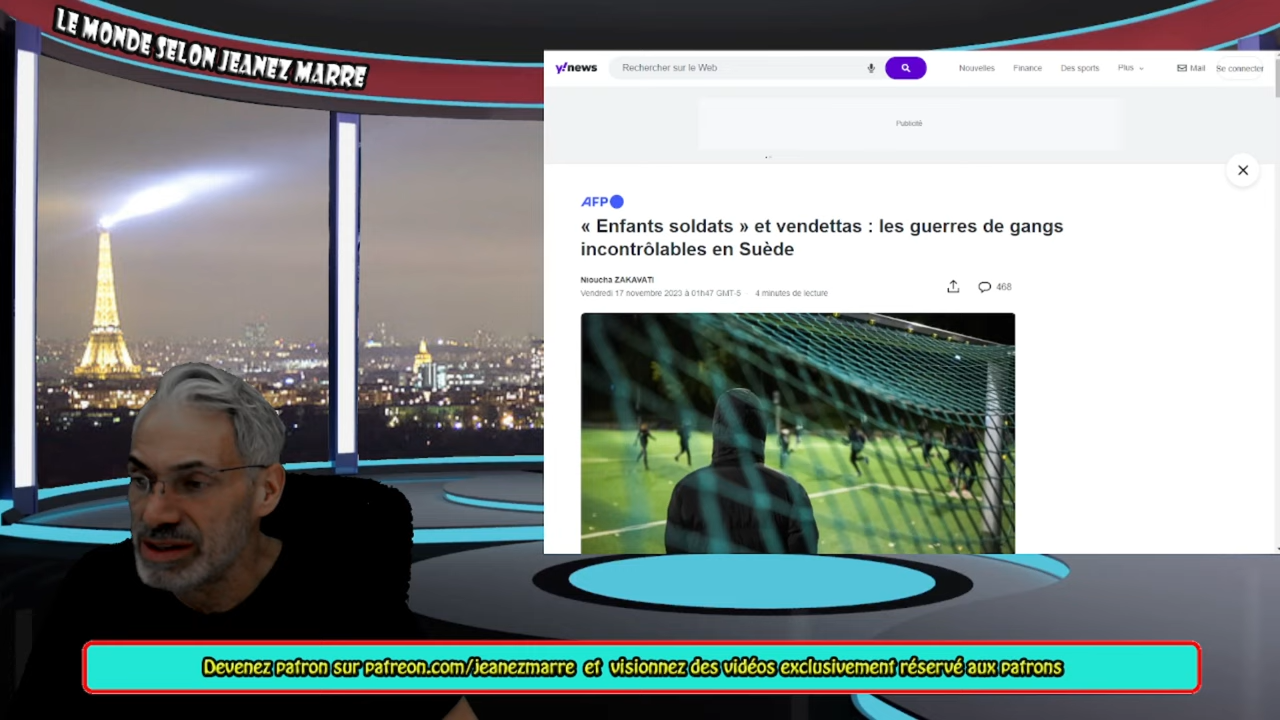 LE MONDE SELON JEANEZ MARRE
y!news
Rechercher sur le Web
Nouvelles
Finance
Des sports
Plus
Mail
Se connecter
Publicité
AFP
« Enfants soldats » et vendettas : les guerres de gangs
incontrôlables en Suède
Nioucha ZAKAVATI
Vendredi 17 novembre 2023 à 01h47 GMT-5 · 4 minutes de lecture
468
Devenez patron sur patreon.com/jeanezmarre et visionnez des vidéos exclusivement réservé aux patrons